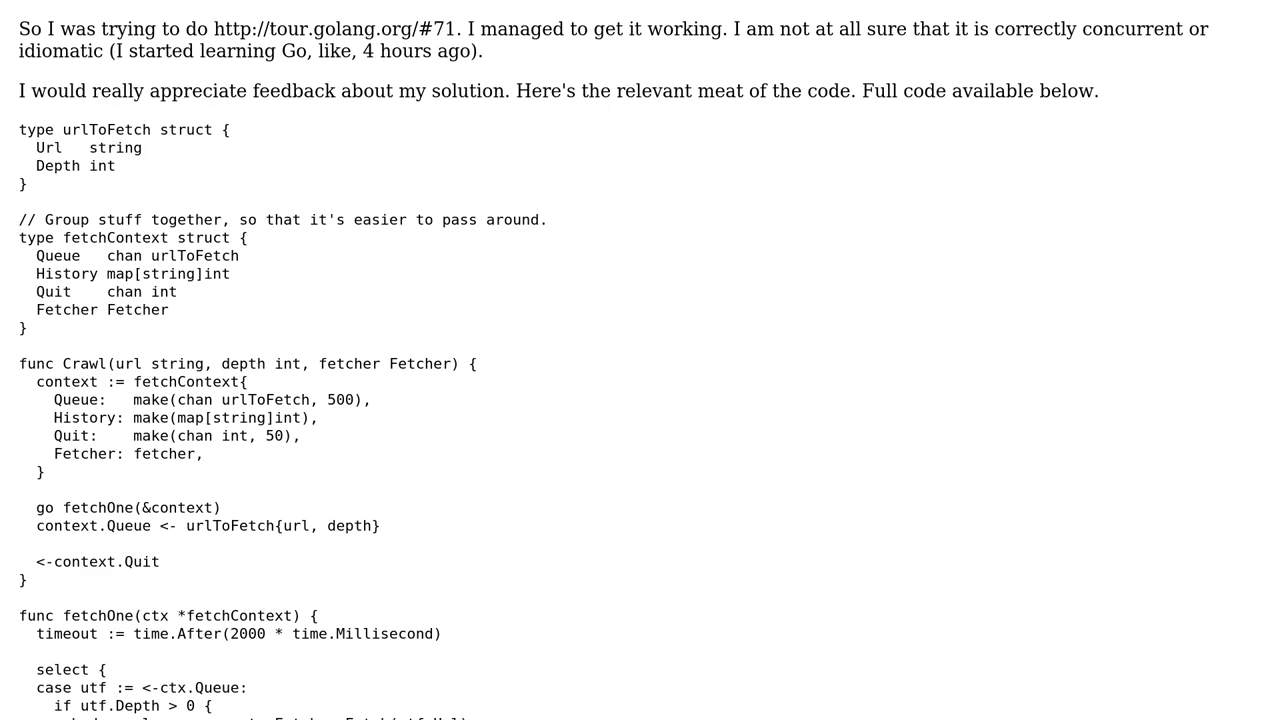 So I was trying to do http://tour.golang.org/#71. I managed to get it working. I am not at all sure that it is correctly concurrent or
idiomatic (I started learning Go, like, 4 hours ago).
I would really appreciate feedback about my solution. Here's the relevant meat of the code. Full code available below.
type urlToFetch struct {
  Url   string
  Depth int
}
// Group stuff together, so that it's easier to pass around.
type fetchContext struct {
  Queue   chan urlToFetch
  History map[string]int
  Quit    chan int
  Fetcher Fetcher
}
func Crawl(url string, depth int, fetcher Fetcher) {
  context := fetchContext{
    Queue:   make(chan urlToFetch, 500),
    History: make(map[string]int),
    Quit:    make(chan int, 50),
    Fetcher: fetcher,
  }
  go fetchOne(&context)
  context.Queue <- urlToFetch{url, depth}
  <-context.Quit
}
func fetchOne(ctx *fetchContext) {
  timeout := time.After(2000 * time.Millisecond)
  select {
  case utf := <-ctx.Queue:
    if utf.Depth > 0 {